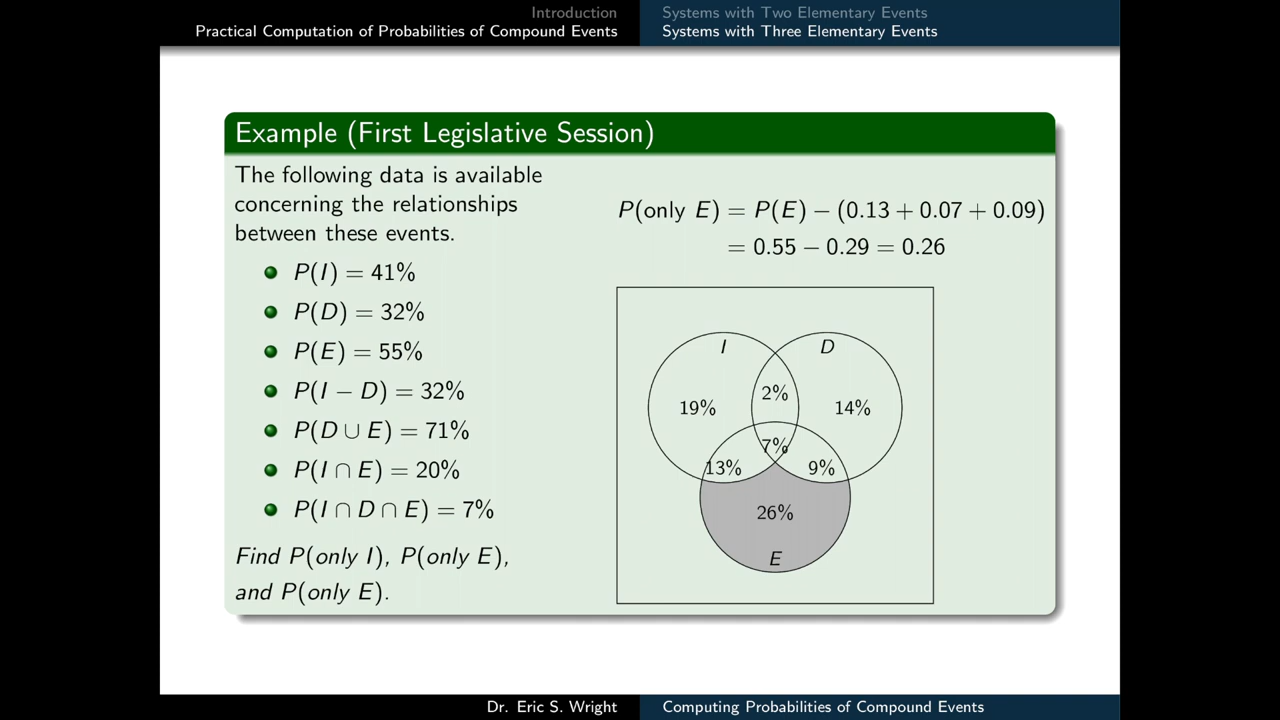 Introduction
Practical Computation of Probabilities of Compound Events
Systems with Two Elementary Events
Systems with Three Elementary Events
Example (First Legislative Session)
The following data is available
concerning the relationships
between these events.
P(I) = 41%
P(D) = 32%
P(E) = 55%
P(I − D) = 32%
P(D ∪ E) = 71%
P(I ∩ E) = 20%
P(I ∩ D ∩ E) = 7%
Find P(only I), P(only E),
and P(only E).
P(only E) = P(E) − (0.13 + 0.07 + 0.09)
= 0.55 − 0.29 = 0.26
I
D
2%
19%
14%
7%
13%
9%
26%
E
Dr. Eric S. Wright
Computing Probabilities of Compound Events